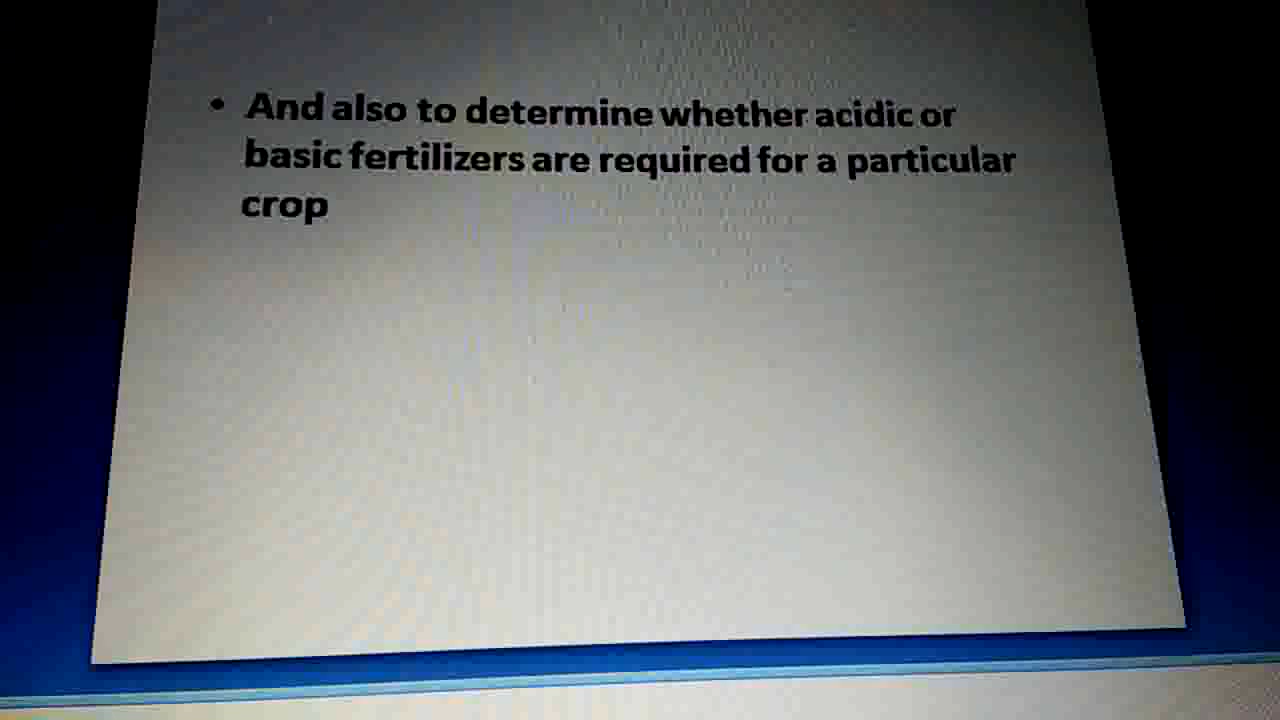 • And also to determine whether acidic or
basic fertilizers are required for a particular
crop